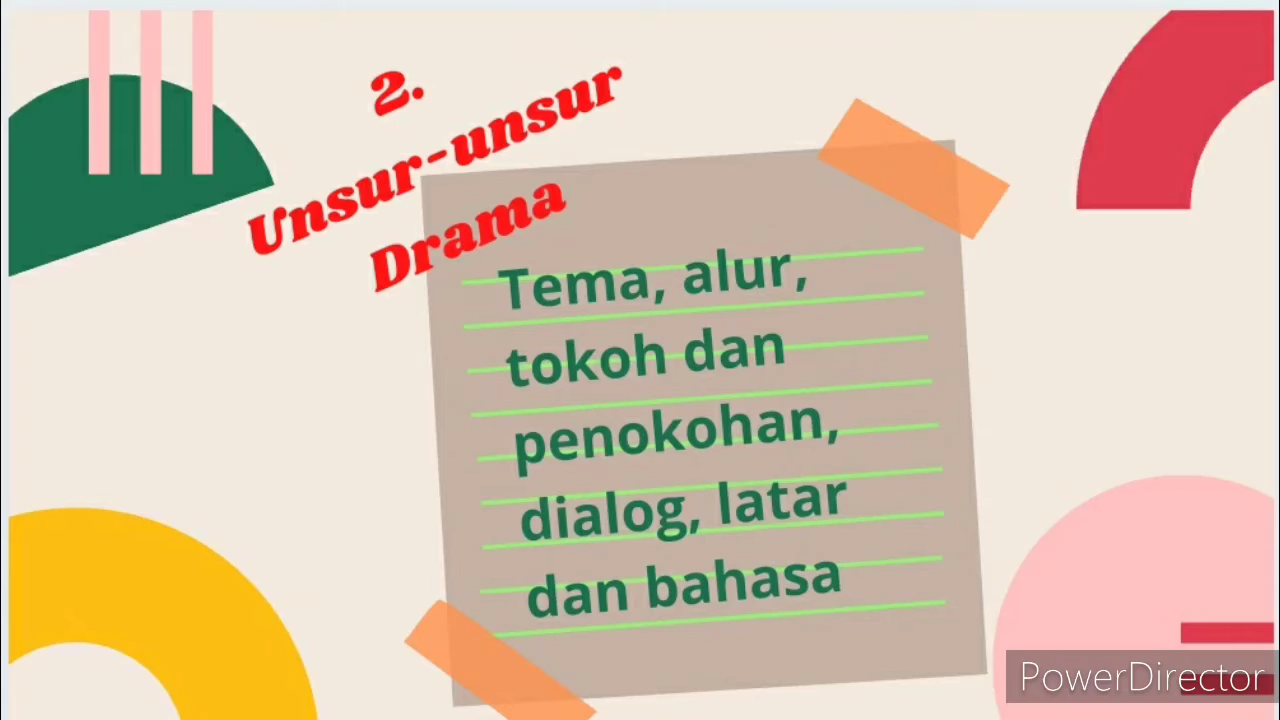 2.
Unsur-unsur
Drama
Tema, alur,
tokoh dan
penokohan,
dialog, latar
dan bahasa
PowerDirector